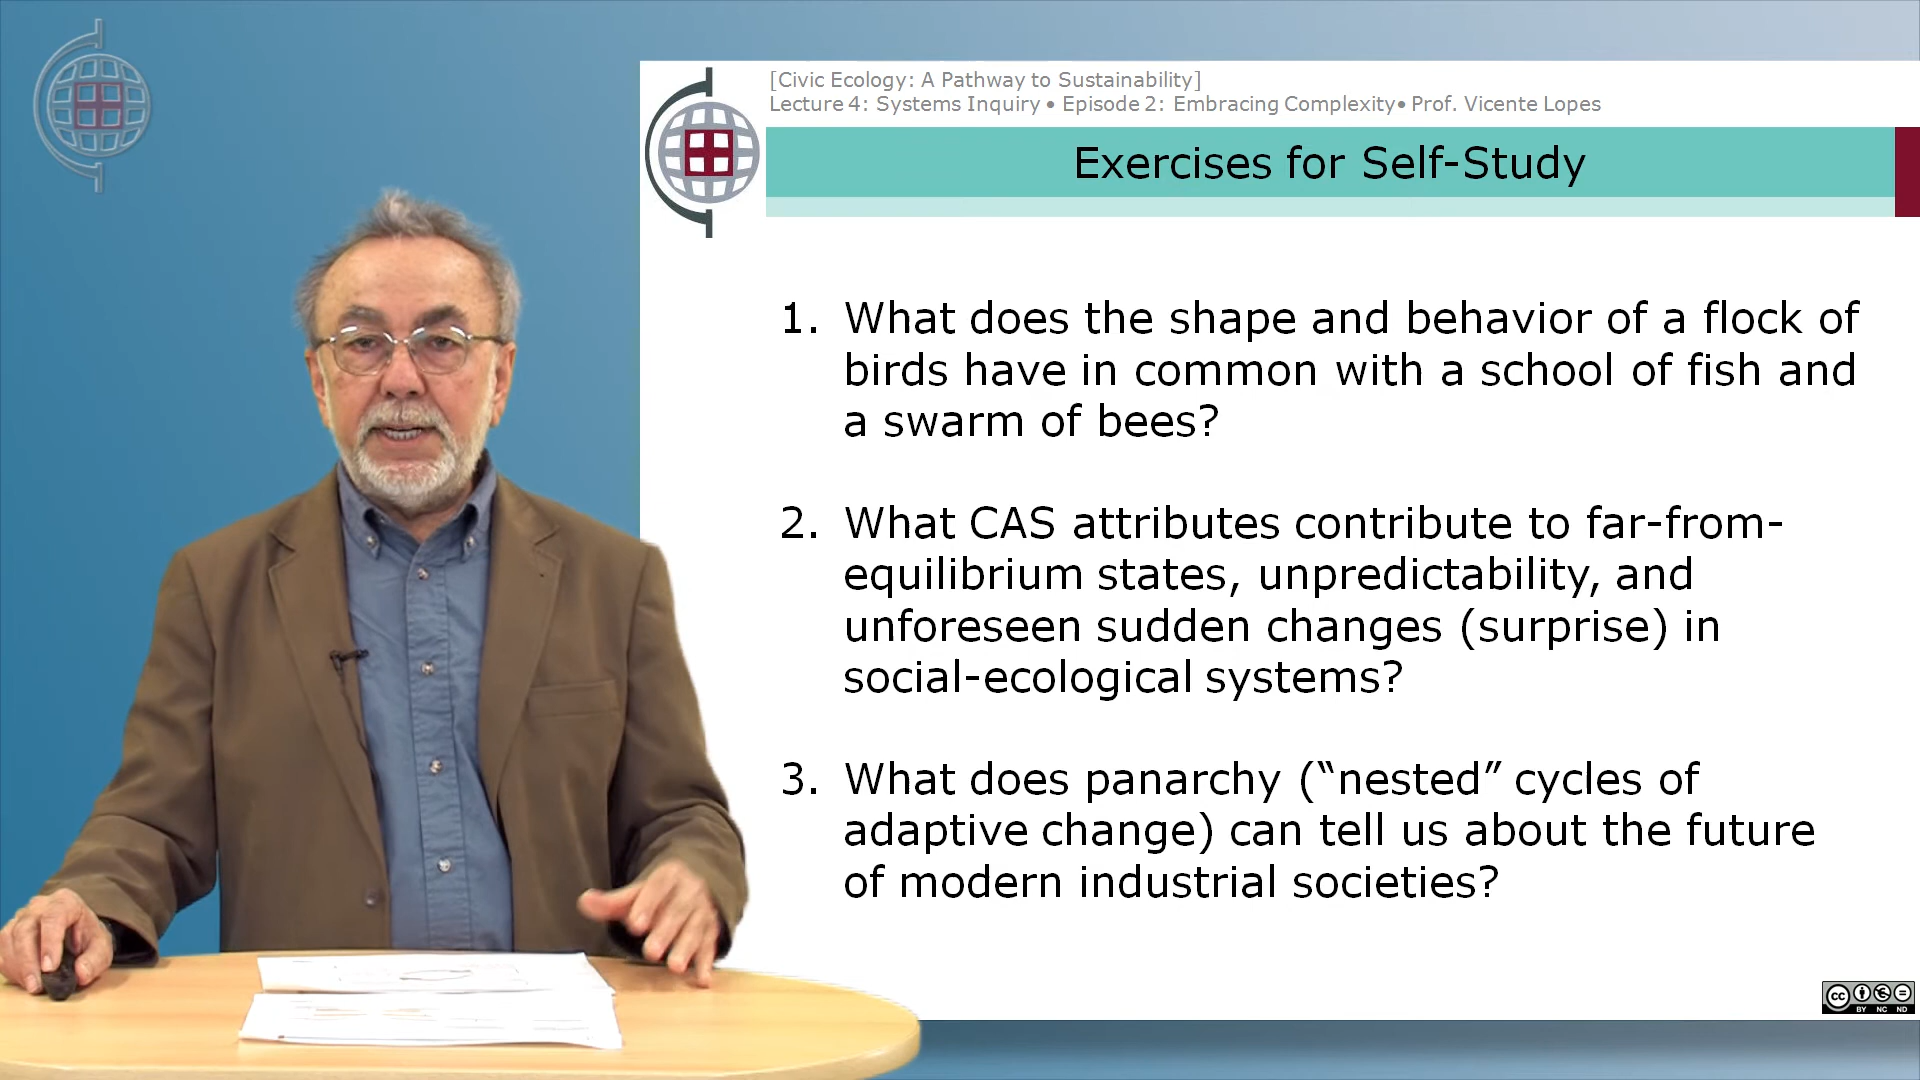 [Civic Ecology: A Pathway to Sustainability]
Lecture 4: Systems Inquiry • Episode 2: Embracing Complexity• Prof. Vicente Lopes
Exercises for Self-Study
1. What does the shape and behavior of a flock of
birds have in common with a school of fish and
a swarm of bees?
2. What CAS attributes contribute to far-from-
equilibrium states, unpredictability, and
unforeseen sudden changes (surprise) in
social-ecological systems?
3. What does panarchy (“nested” cycles of
adaptive change) can tell us about the future
of modern industrial societies?
cc
BY NC ND